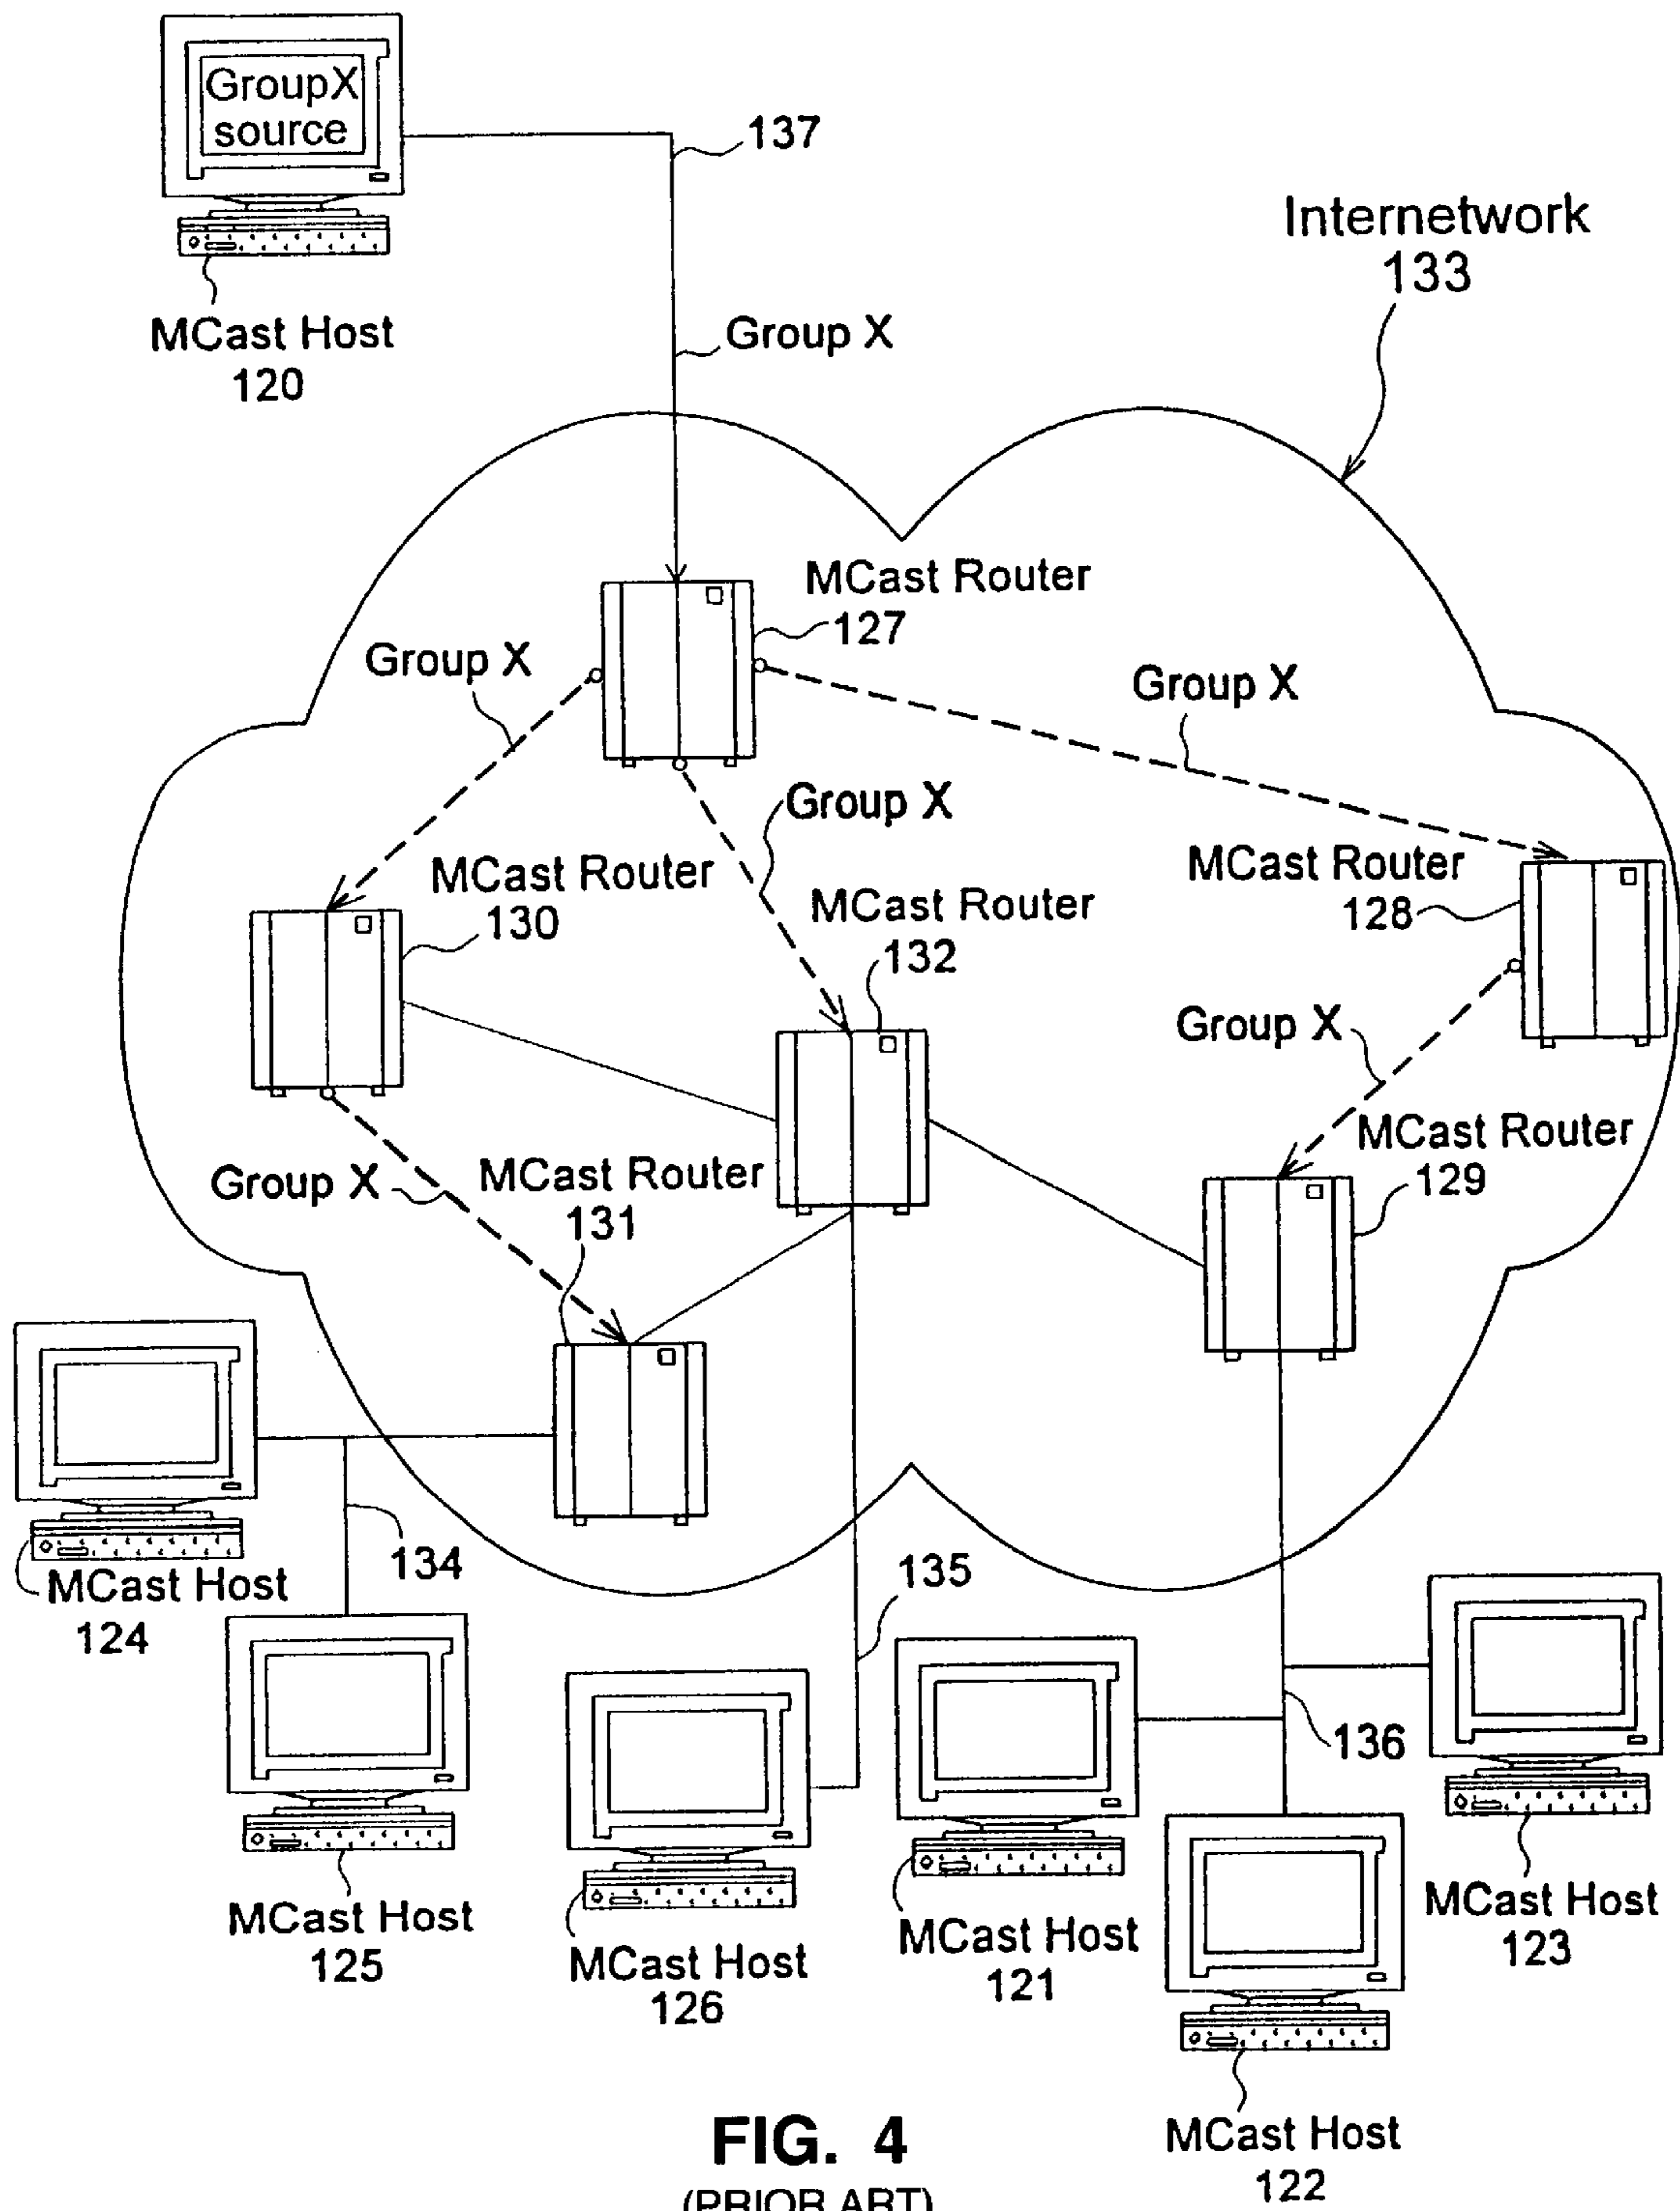 GroupX
source
137
MCast Host
120
Internetwork
133
Group X
MCast Router
127
Group X
Group X
Group X
MCast Router
130
MCast Router
132
MCast Router
128
Group X
Group X
MCast Router
131
MCast Router
129
MCast Host
124
134
135
136
MCast Host
125
MCast Host
126
MCast Host
121
MCast Host
123
MCast Host
122
FIG. 4
(PRIOR ART)